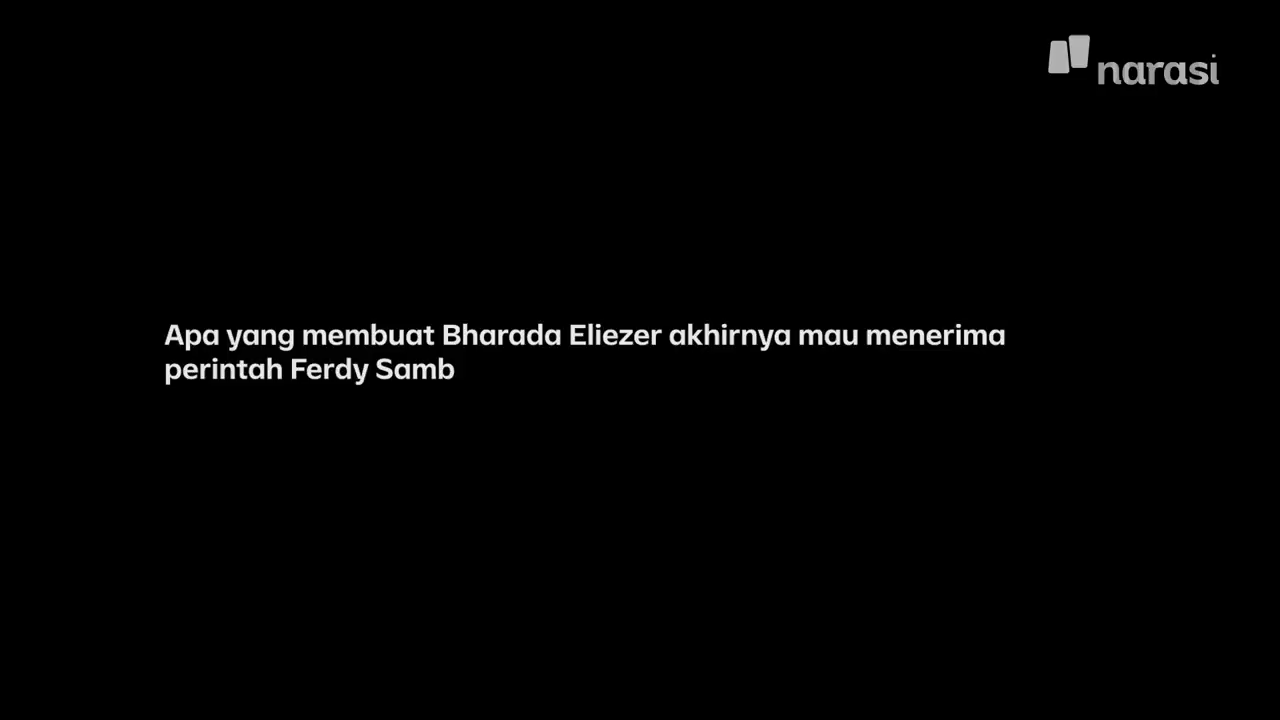 narasi
Apa yang membuat Bharada Eliezer akhirnya mau menerima
perintah Ferdy Samb